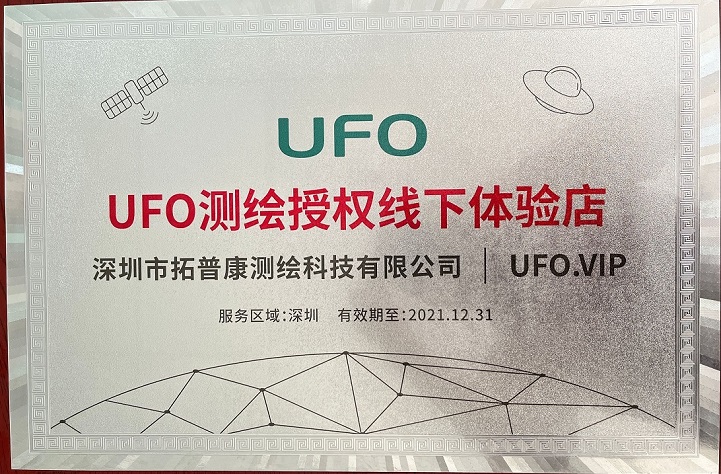 UFO
UFO测绘授权线下体验店
深圳市拓普康测绘科技有限公司 | UFO.VIP
服务区域:深圳 有效期至:2021.12.31